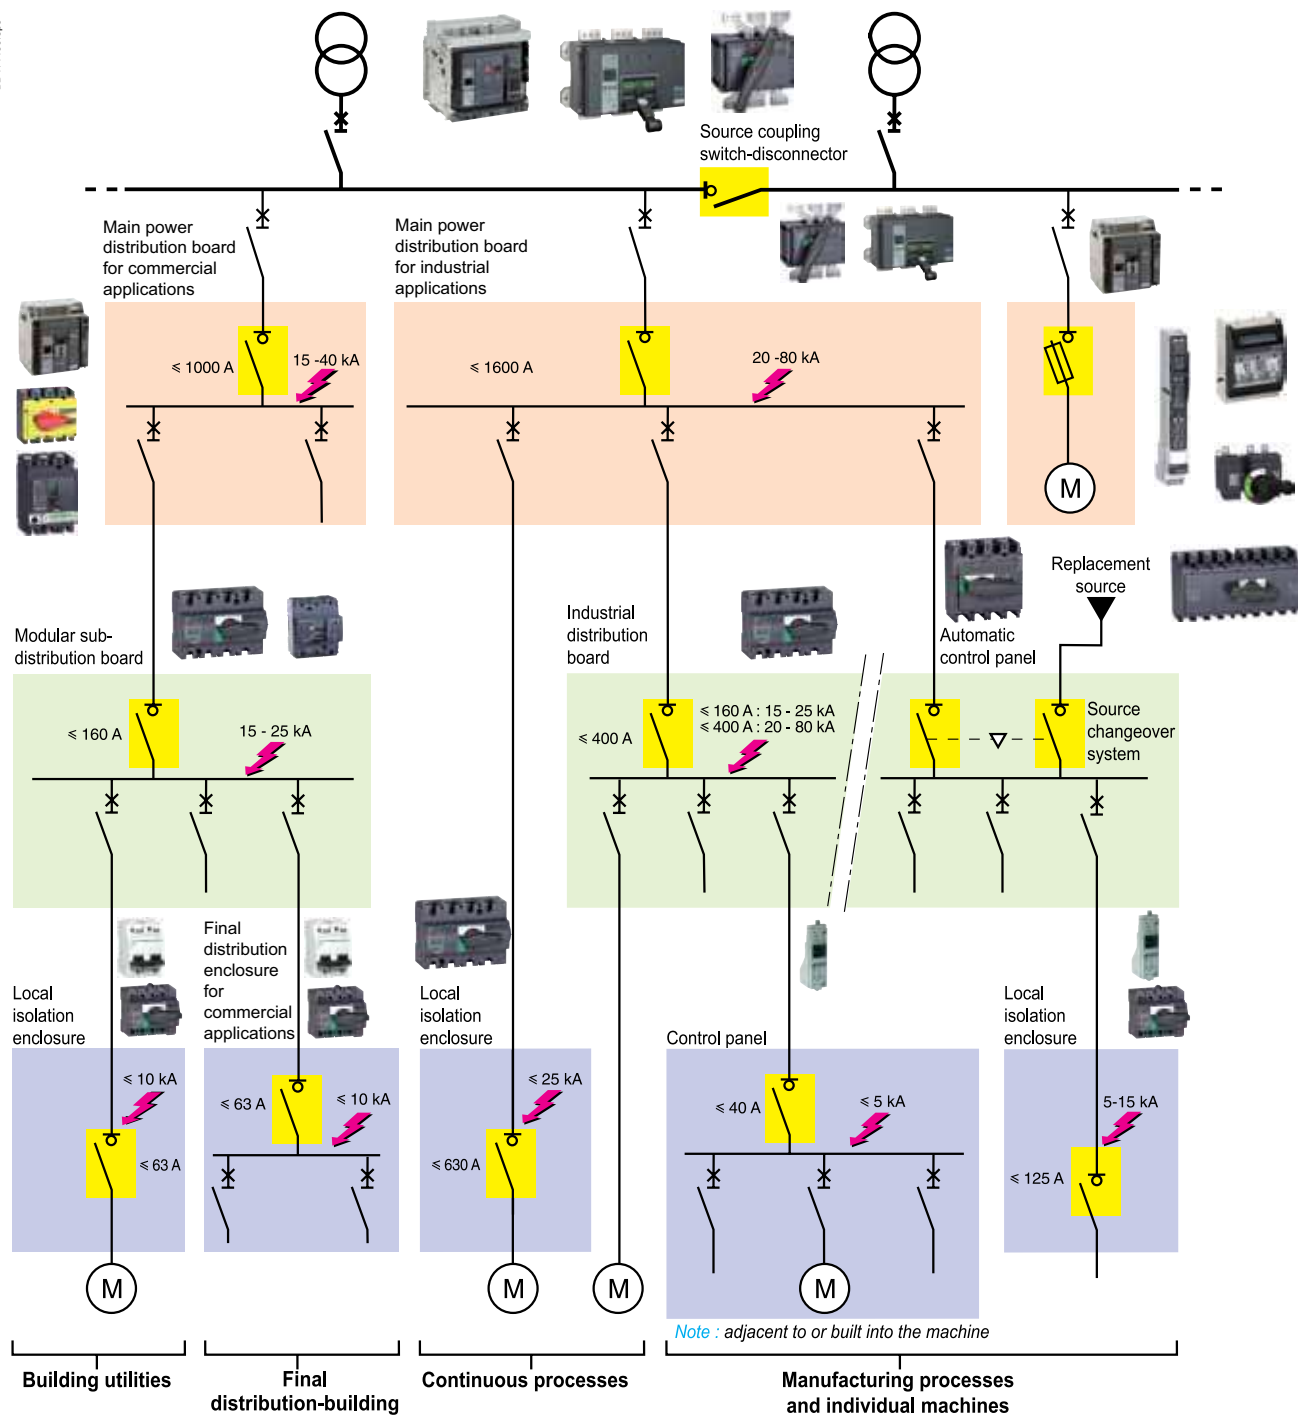 Source coupling
switch-disconnector
Main power
distribution board
for commercial
applications
Main power
distribution board
for industrial
applications
≤ 1000 A
15 -40 kA
≤ 1600 A
20 -80 kA
M
Replacement
source
Modular sub-
distribution board
Industrial
distribution
board
Automatic
control panel
≤ 160 A
15 - 25 kA
≤ 400 A
≤ 160 A : 15 - 25 kA
≤ 400 A : 20 - 80 kA
Source
changeover
system
Local
isolation
enclosure
Final
distribution
enclosure
for
commercial
applications
Local
isolation
enclosure
Control panel
Local
isolation
enclosure
≤ 10 kA
≤ 63 A
≤ 63 A
≤ 10 kA
≤ 25 kA
≤ 630 A
≤ 40 A
≤ 5 kA
5-15 kA
≤ 125 A
M
M
M
M
Note : adjacent to or built into the machine
Building utilities
Final
distribution-building
Continuous processes
Manufacturing processes
and individual machines